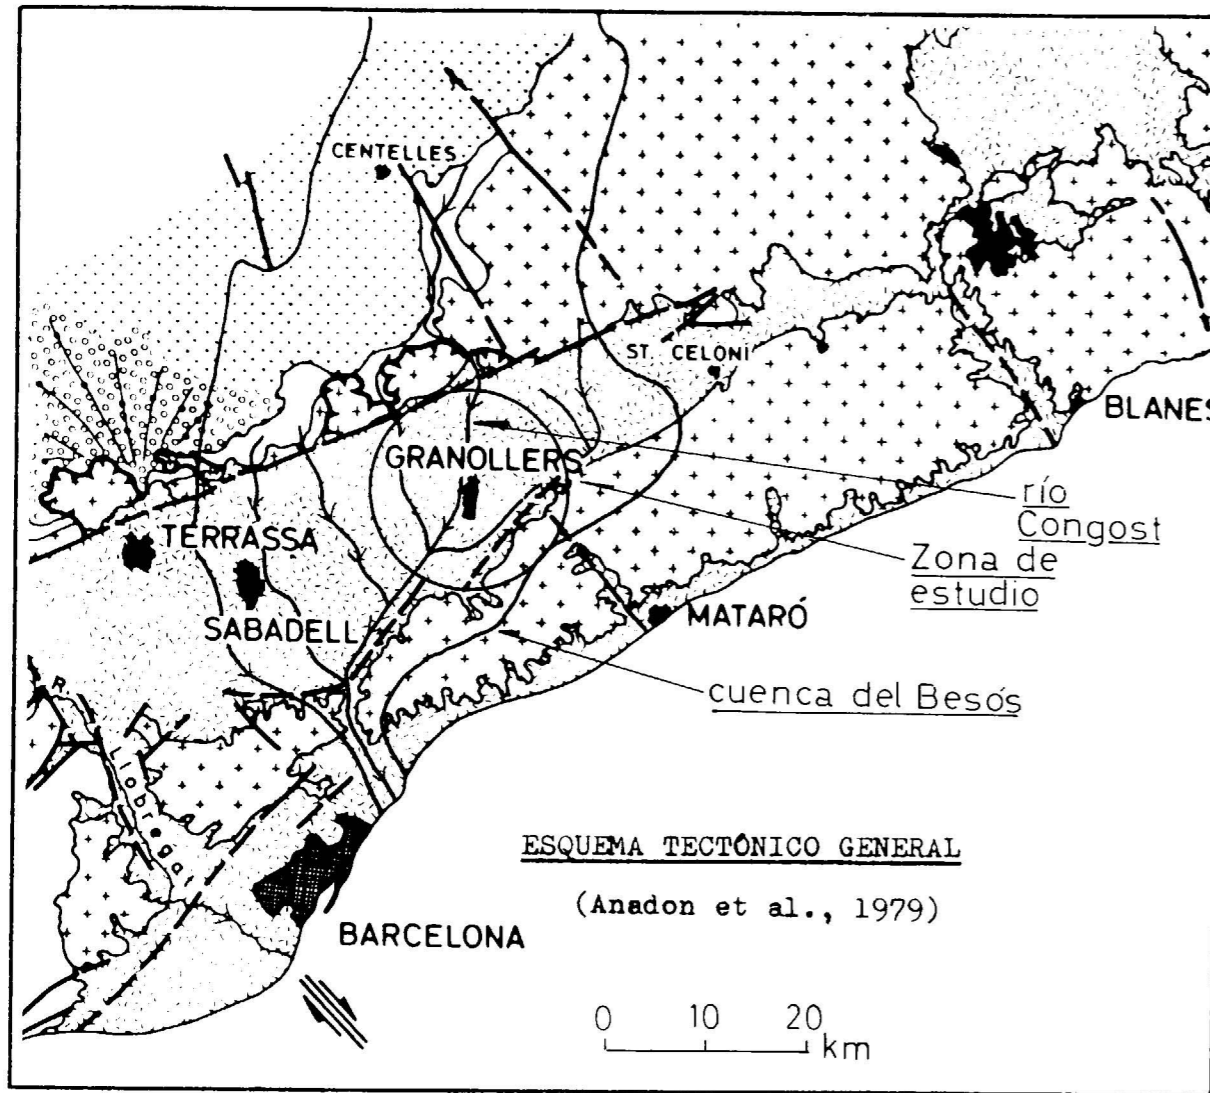 CENTELLES
ST. CELONI
BLANES
GRANOLLERS
río
Congost
TERRASSA
Zona de
estudio
SABADELL
MATARÓ
cuenca del Besós
R. Llobregat
ESQUEMA TECTÓNICO GENERAL
(Anadon et al., 1979)
BARCELONA
0 10 20
km